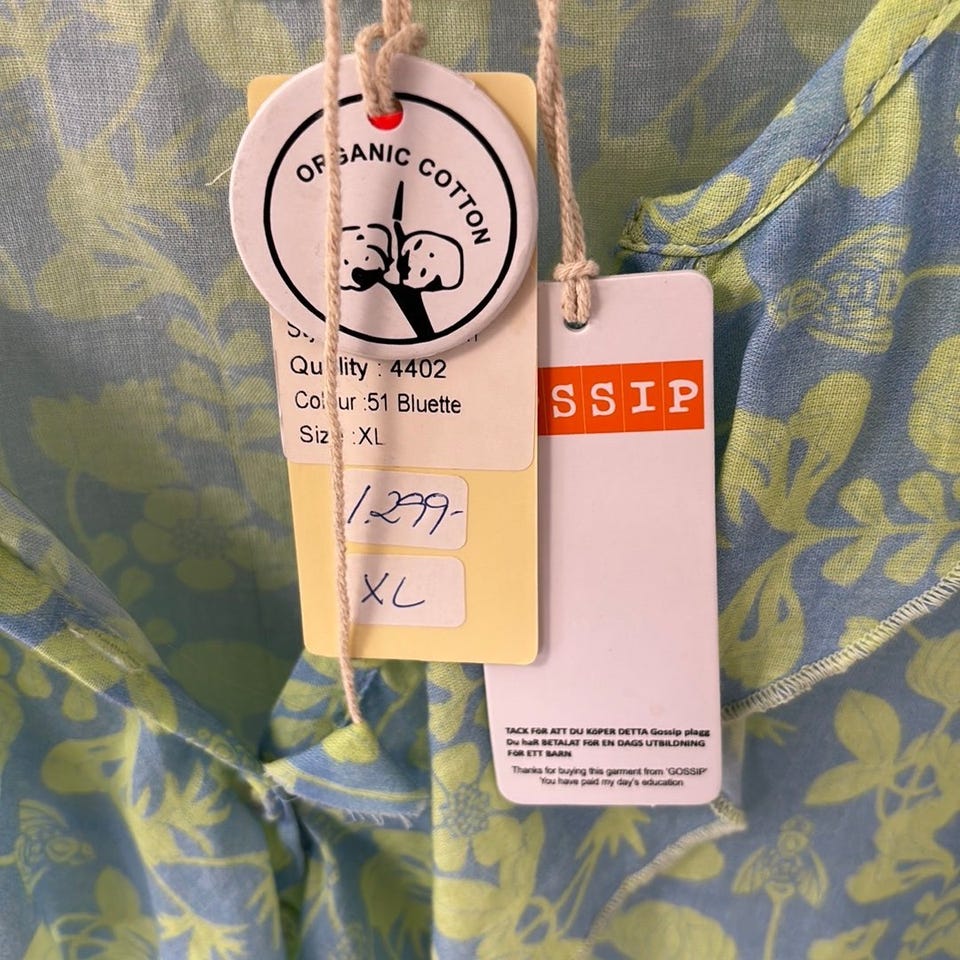 ORGANIC COTTON
Quality : 4402
Colour :51 Bluette
Size :XL
1.299-
XL
SSIP
TACK FöR ATT DU KöPER DETTA Gossip plagg
Du haR BETALAT FöR EN DAGS UTBILDNING
FöR ETT BARN
Thanks for buying this garment from 'GOSSIP'
You have paid my day's education